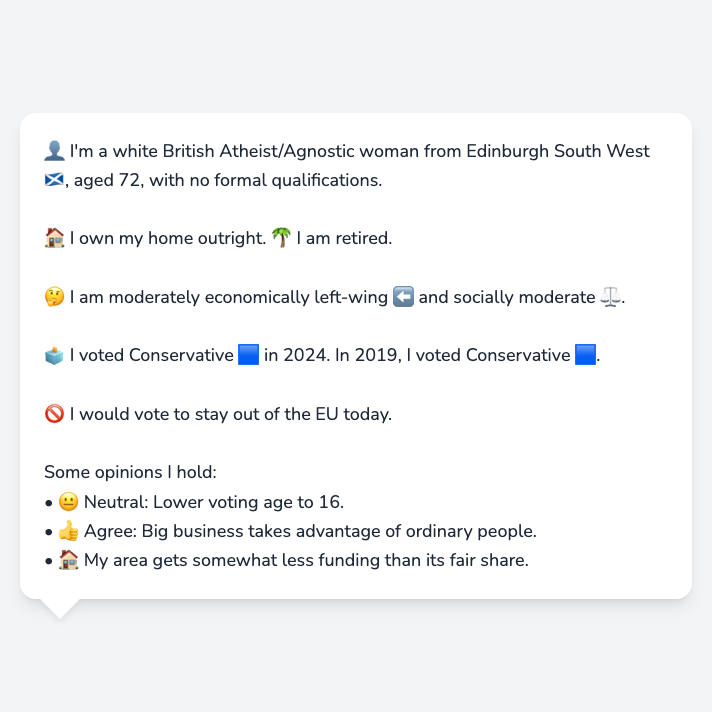 👤 I'm a white British Atheist/Agnostic woman from Edinburgh South West
🏴󠁧󠁢󠁳󠁣󠁴󠁿, aged 72, with no formal qualifications.
🏠 I own my home outright. 🌴 I am retired.
🤔 I am moderately economically left-wing ⬅️ and socially moderate ⚖️.
🗳️ I voted Conservative 🟦 in 2024. In 2019, I voted Conservative 🟦.
🚫 I would vote to stay out of the EU today.
Some opinions I hold:
• 😐 Neutral: Lower voting age to 16.
• 👍 Agree: Big business takes advantage of ordinary people.
• 🏠 My area gets somewhat less funding than its fair share.